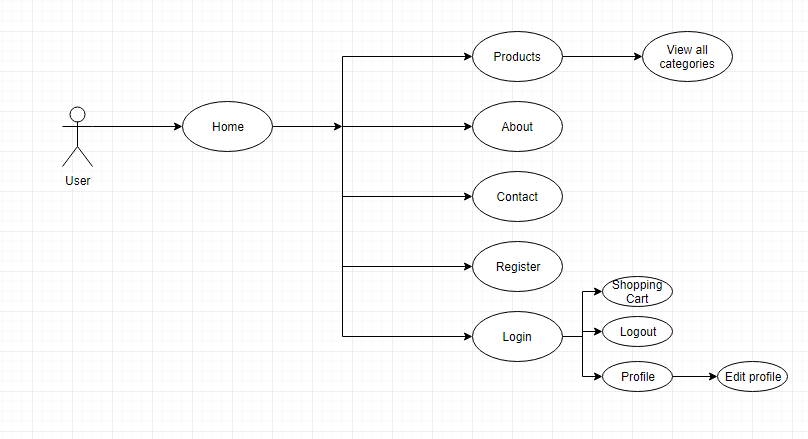 Products
View all
categories
Home
About
User
Contact
Register
Shopping
Cart
Login
Logout
Profile
Edit profile